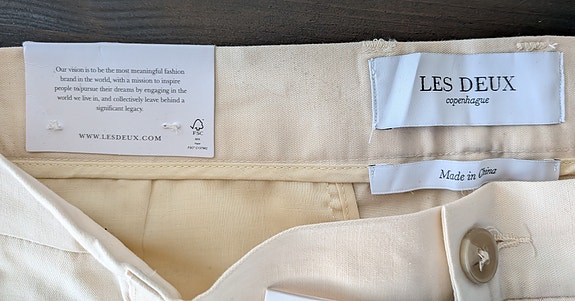 Our vision is to be the most meaningful fashion
brand in the world, with a mission to inspire
people to pursue their dreams by engaging in the
world we live in, and collectively leave behind a
significant legacy.
WWW.LESDEUX.COM
FSC
LES DEUX
copenhague
Made in China